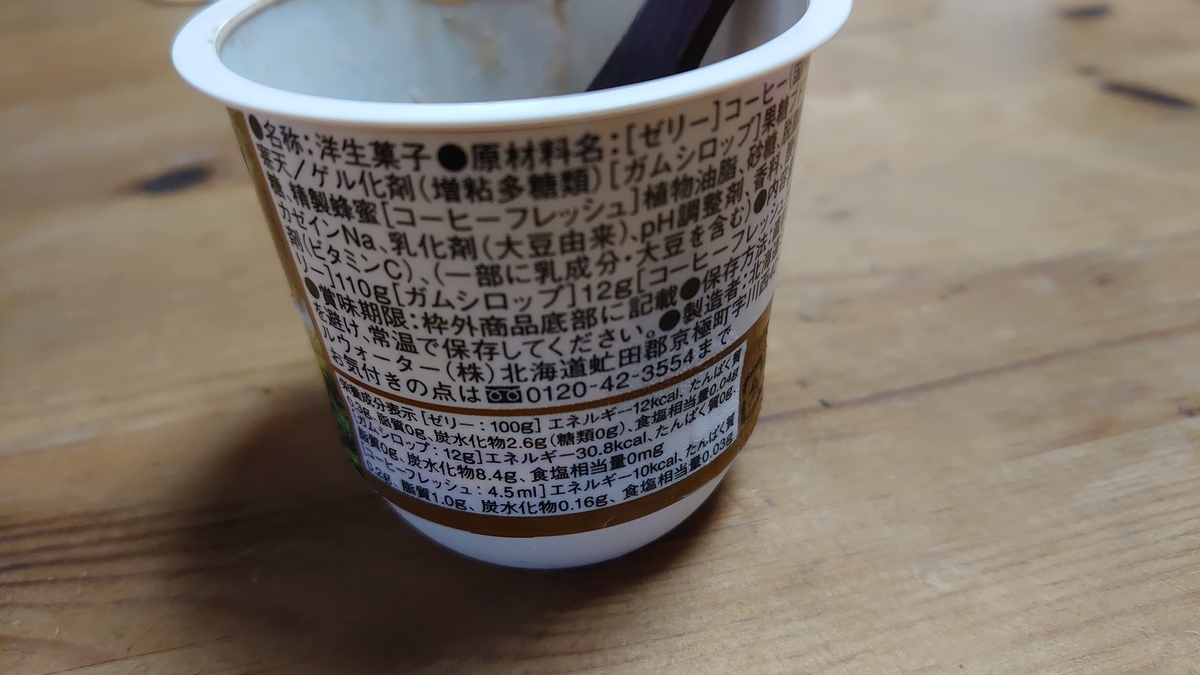 ●名称:洋生菓子●原材料名:[ゼリー]コーヒー(国
寒天/ゲル化剤(増粘多糖類)[ガムシロップ]果糖
糖、精製蜂蜜[コーヒーフレッシュ]植物油脂、砂糖、
カゼインNa、乳化剤(大豆由来)、pH調整剤、香料、
剤(ビタミンC)、(一部に乳成分・大豆を含む)●内容
リー]110g[ガムシロップ]12g[コーヒーフレッシュ
●賞味期限:枠外商品底部に記載●保存方法:
を避け、常温で保存してください。●製造者:北海道
ルウォーター(株)北海道虻田郡京極町字川西
お気付きの点は 0120-42-3554まで
栄養成分表示[ゼリー:100g]エネルギー12kcal、たんぱく質
0.3g、脂質0g、炭水化物2.6g(糖類0g)、食塩相当量0.04g
[ガムシロップ:12g]エネルギー30.8kcal、たんぱく質0g、
脂質0g、炭水化物8.4g、食塩相当量0mg
[コーヒーフレッシュ:4.5ml]エネルギー10kcal、たんぱく質
0.2g、脂質1.0g、炭水化物0.16g、食塩相当量0.03g